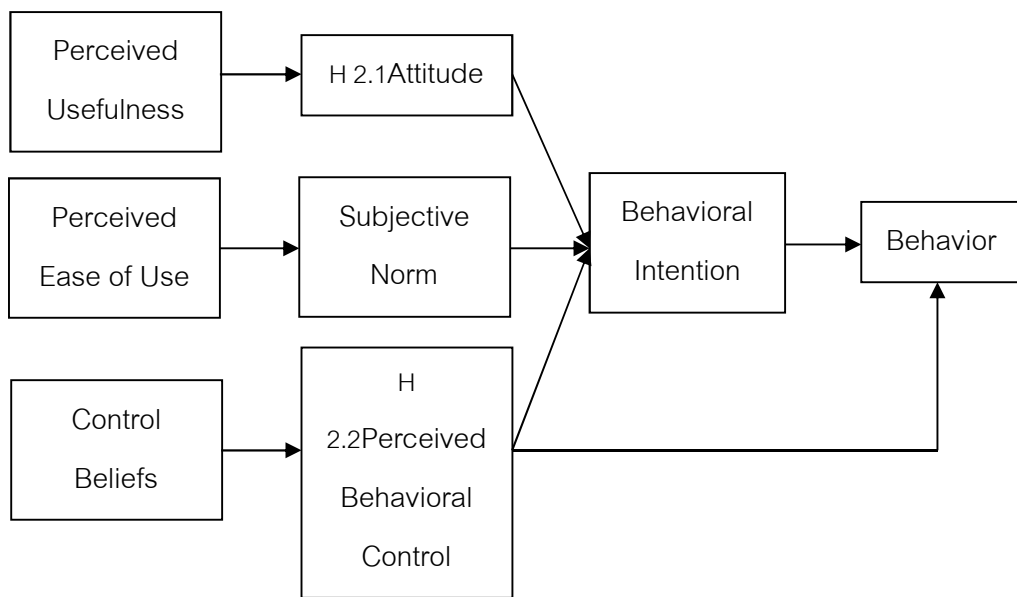 Perceived
Usefulness
H 2.1Attitude
Perceived
Ease of Use
Subjective
Norm
Behavioral
Intention
Behavior
Control
Beliefs
H
2.2Perceived
Behavioral
Control